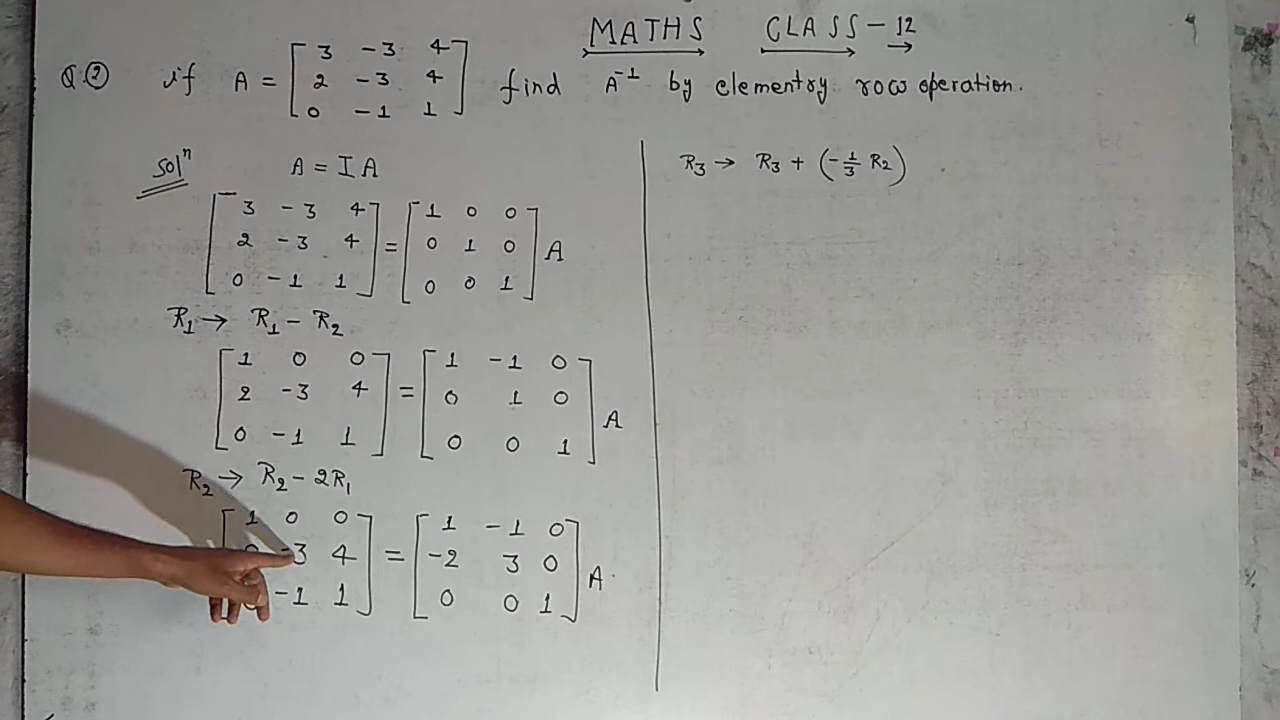 MATHS CLASS - 12
Q② if A = [3 -3 4; 2 -3 4; 0 -1 1] find A⁻¹ by elementry row operation.
Solⁿ A = IA
[3 -3 4; 2 -3 4; 0 -1 1] = [1 0 0; 0 1 0; 0 0 1] A
R₁ → R₁ - R₂
[1 0 0; 2 -3 4; 0 -1 1] = [1 -1 0; 0 1 0; 0 0 1] A
R₂ → R₂ - 2R₁
[1 0 0; 0 -3 4; 0 -1 1] = [1 -1 0; -2 3 0; 0 0 1] A
R₃ → R₃ + (-1/3 R₂)